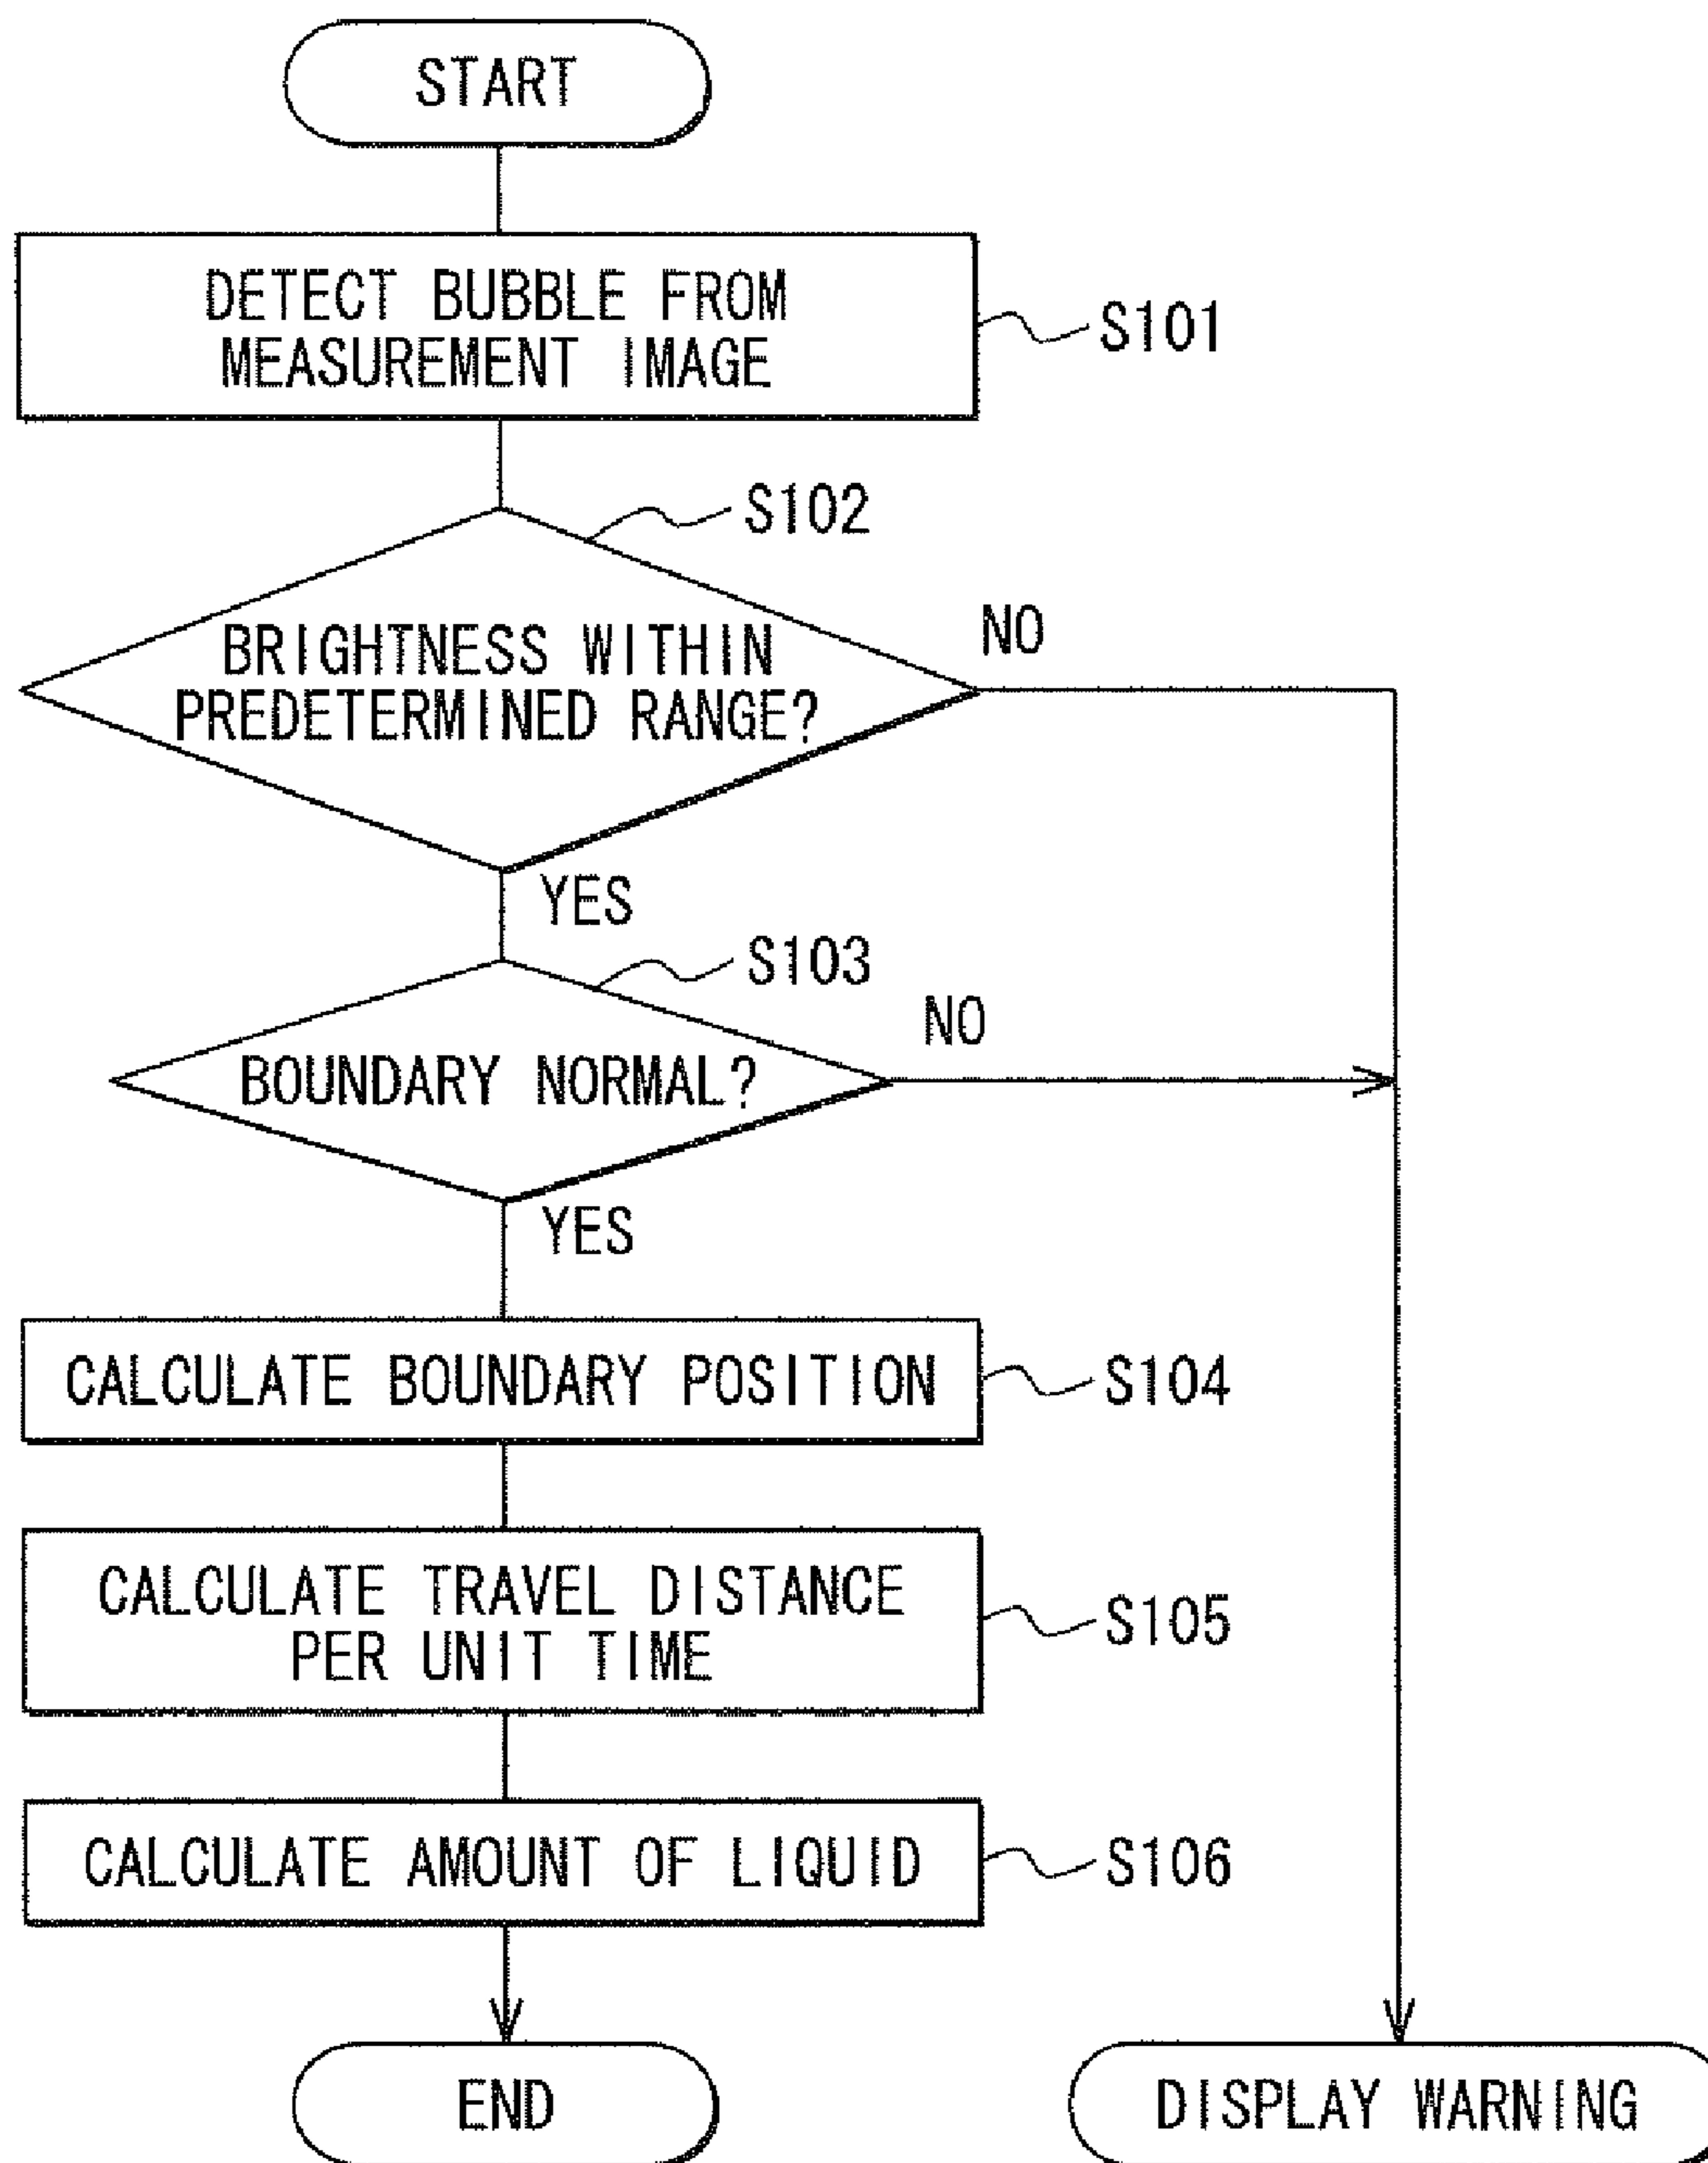 START
DETECT BUBBLE FROM
MEASUREMENT IMAGE
S101
S102
BRIGHTNESS WITHIN
PREDETERMINED RANGE?
NO
YES
S103
BOUNDARY NORMAL?
NO
YES
CALCULATE BOUNDARY POSITION
S104
CALCULATE TRAVEL DISTANCE
PER UNIT TIME
S105
CALCULATE AMOUNT OF LIQUID
S106
END
DISPLAY WARNING